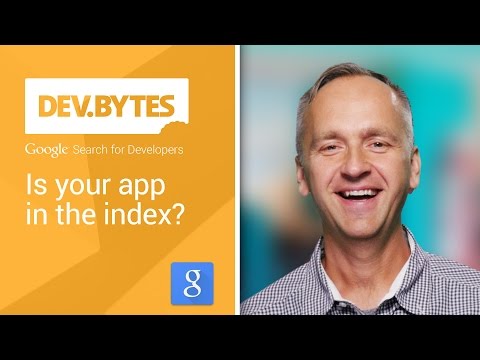 DEV.BYTES
Google Search for Developers
Is your app
in the index?
g